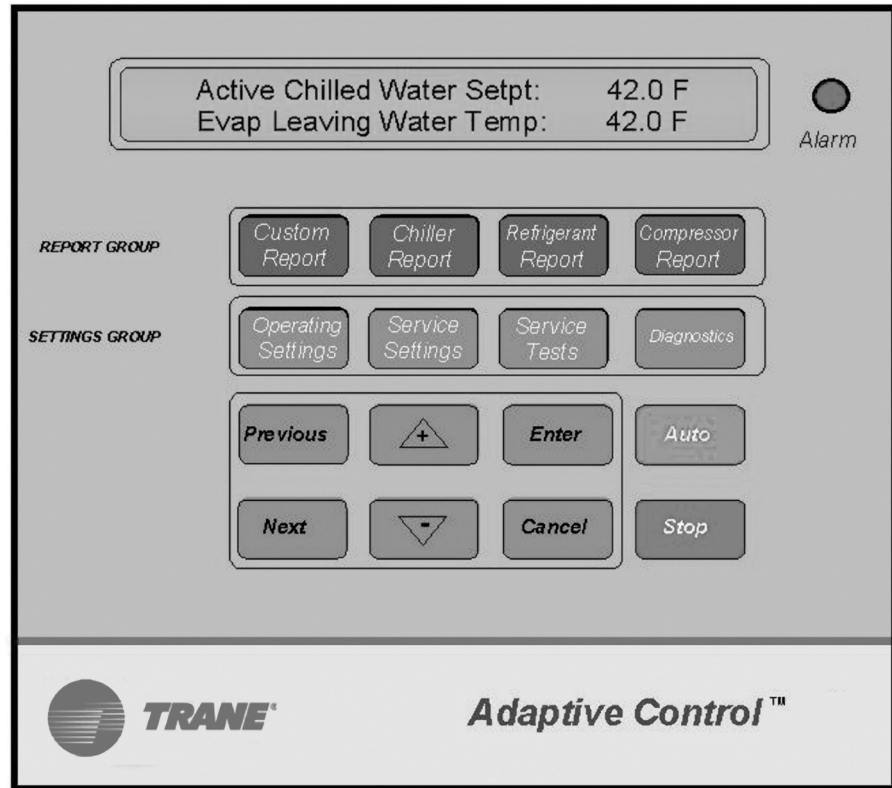 Active Chilled Water Setpt: 42.0 F
Evap Leaving Water Temp: 42.0 F
Alarm
REPORT GROUP
Custom
Report
Chiller
Report
Refrigerant
Report
Compressor
Report
SETTINGS GROUP
Operating
Settings
Service
Settings
Service
Tests
Diagnostics
Previous
+
Enter
Auto
Next
-
Cancel
Stop
TRANE®
Adaptive Control™